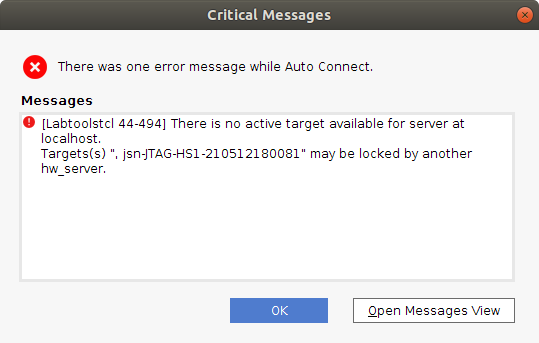 Critical Messages
There was one error message while Auto Connect.
Messages
[Labtoolstcl 44-494] There is no active target available for server at
localhost.
Targets(s) ", jsn-JTAG-HS1-210512180081" may be locked by another
hw_server.
OK
Open Messages View